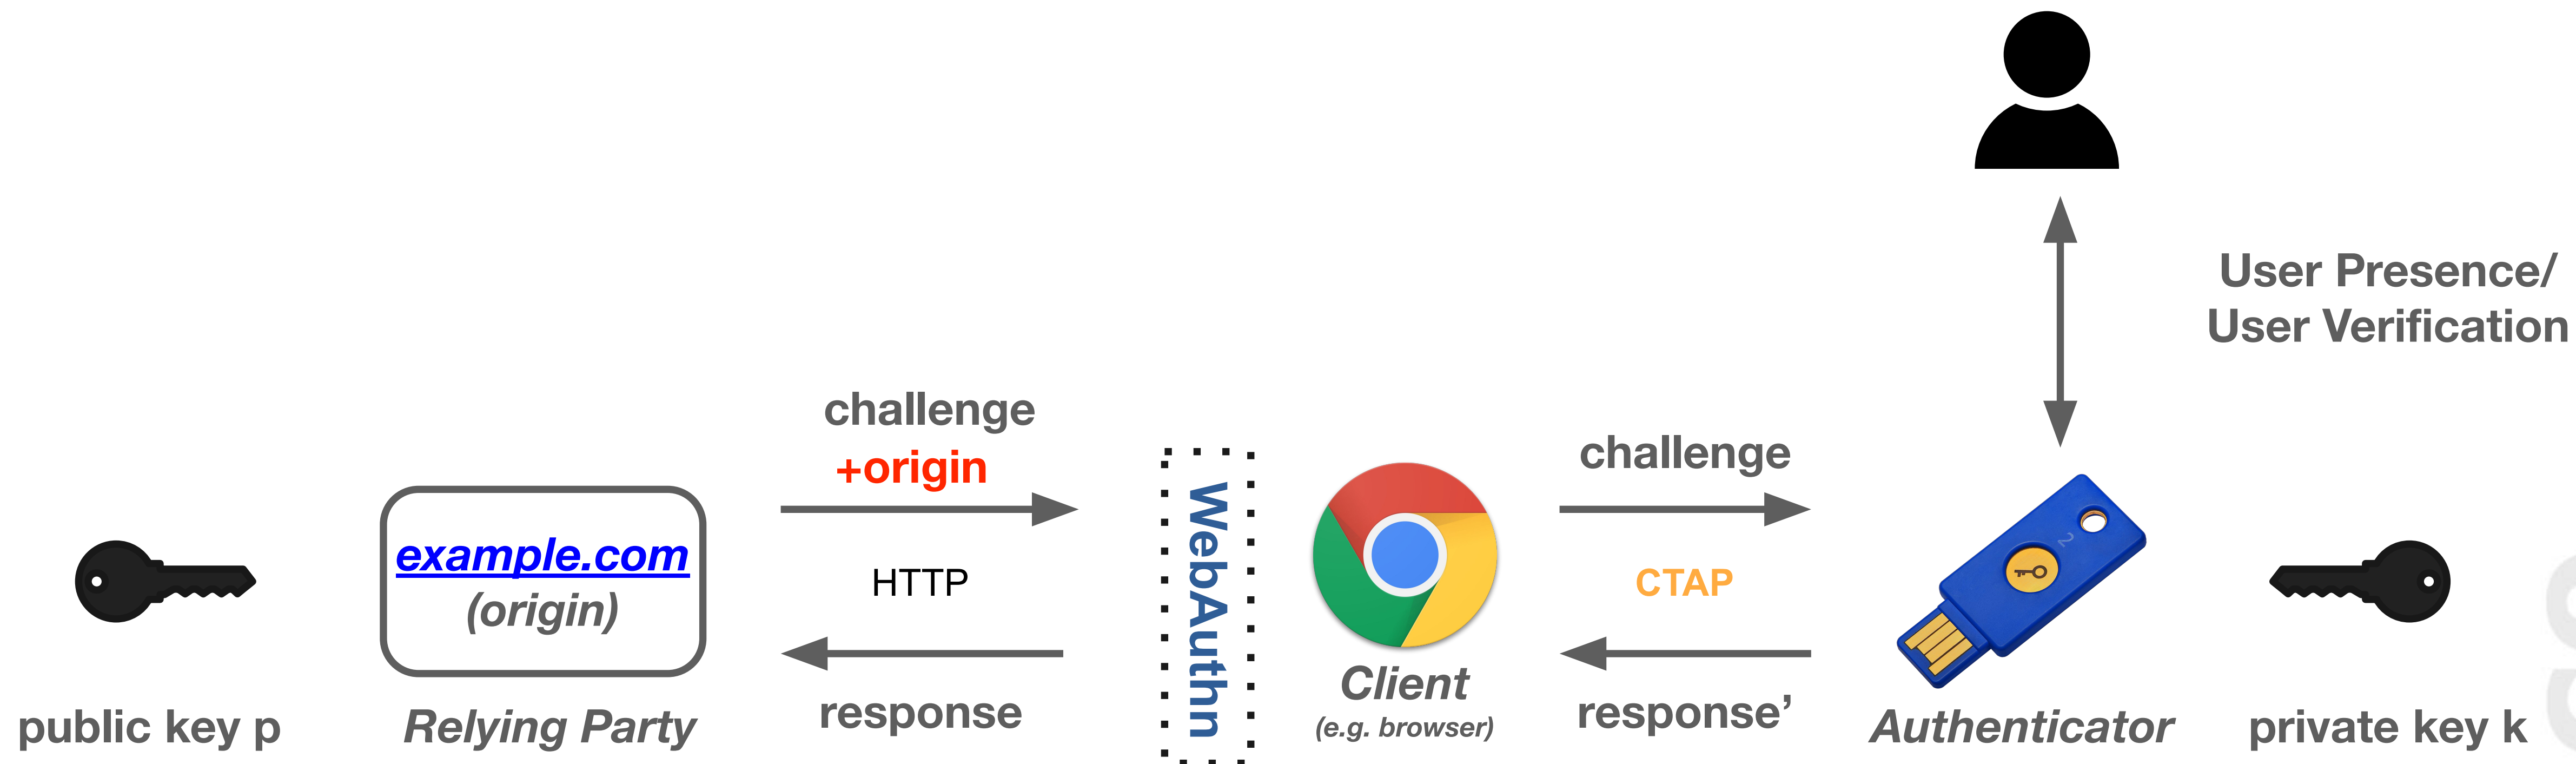 User Presence/
User Verification
challenge
+origin
HTTP
response
WebAuthn
challenge
CTAP
response’
example.com
(origin)
public key p
Relying Party
Client
(e.g. browser)
Authenticator
private key k
2